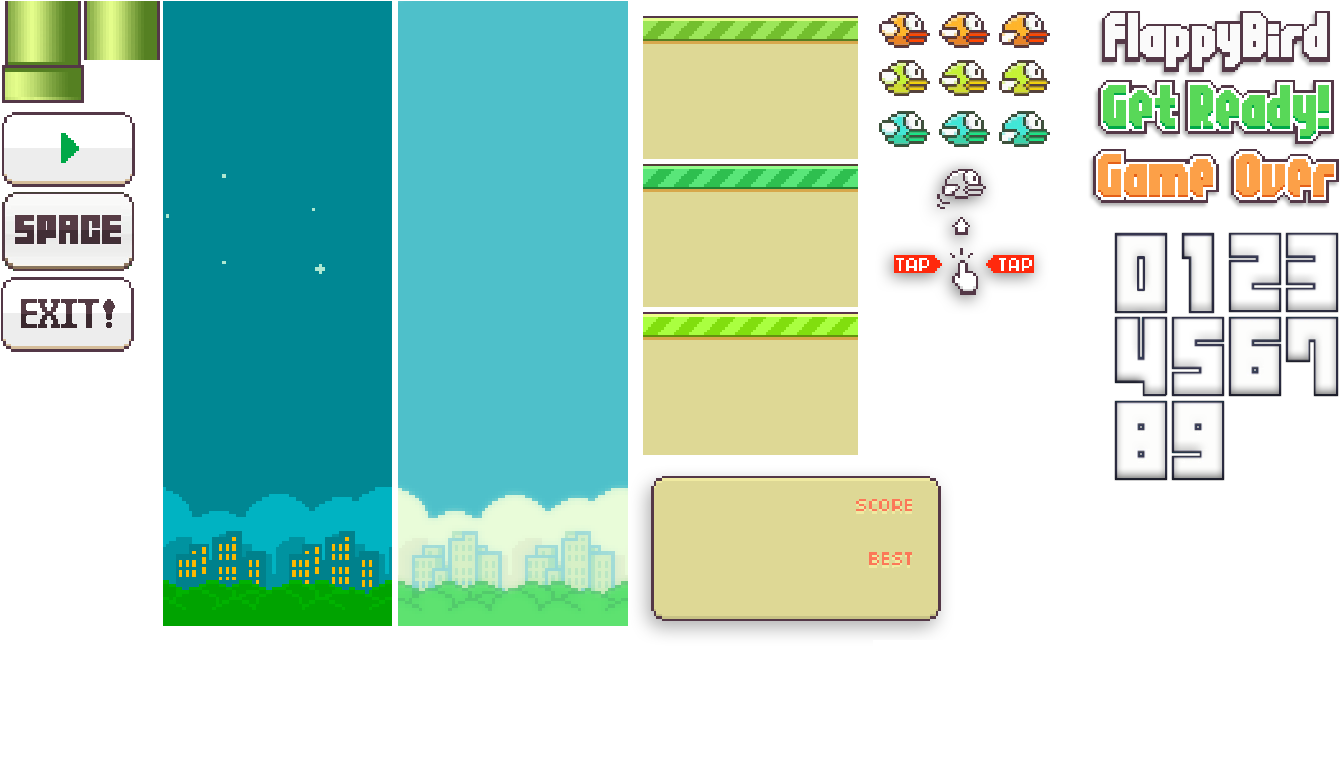 SPACE
EXIT!
SCORE
BEST
TAP TAP
FlappyBird
Get Ready!
Game Over
0123
4567
89